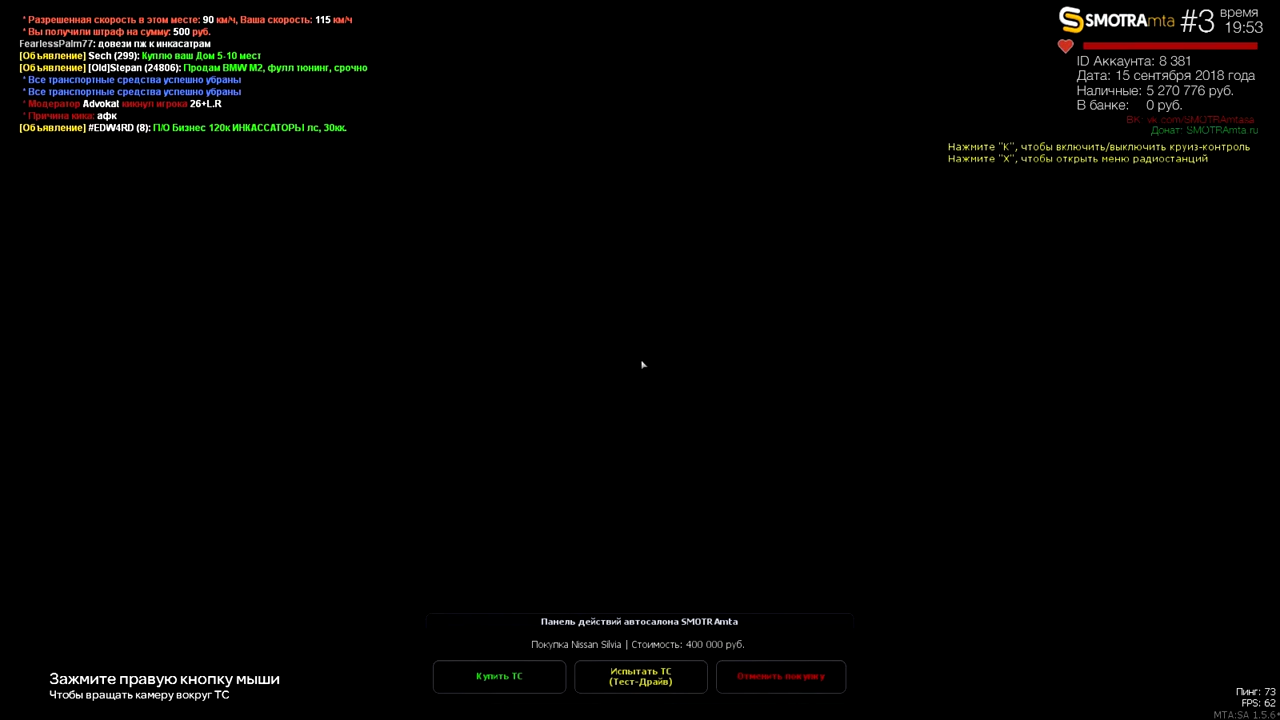 * Разрешенная скорость в этом месте: 90 км/ч, Ваша скорость: 115 км/ч
* Вы получили штраф на сумму: 500 руб.
FearlessPalm77: довези пж к инкасатрам
[Объявление] Sech (299): Куплю ваш Дом 5-10 мест
[Объявление] [Old]Stepan (24806): Продам BMW M2, фулл тюнинг, срочно
* Все транспортные средства успешно убраны
* Все транспортные средства успешно убраны
* Модератор Advokat кикнул игрока 26+L.R
* Причина кика: афк
[Объявление] #EDW4RD (8): П/О Бизнес 120к ИНКАССАТОРЫ лс, 30кк.
SMOTRAmta #3 время
19:53
ID Аккаунта: 8 381
Дата: 15 сентября 2018 года
Наличные: 5 270 776 руб.
В банке: 0 руб.
ВК: vk.com/SMOTRAmtasa
Донат: SMOTRAmta.ru
Нажмите "K", чтобы включить/выключить круиз-контроль
Нажмите "X", чтобы открыть меню радиостанций
Панель действий автосалона SMOTRAmta
Покупка Nissan Silvia | Стоимость: 400 000 руб.
Купить ТС
Испытать ТС
(Тест-Драйв)
Отменить покупку
Зажмите правую кнопку мыши
Чтобы вращать камеру вокруг ТС
Пинг: 73
FPS: 62
MTA:SA 1.5.6